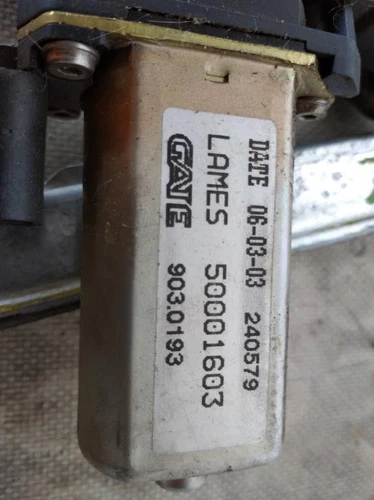 DATE 06-03-03 240579
LAMES 50001603
GATE 903.0193